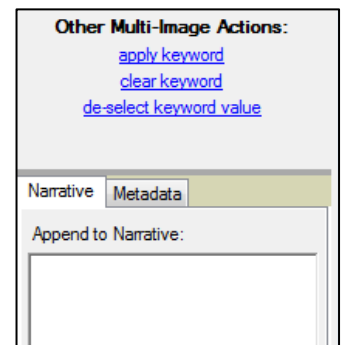 Other Multi-Image Actions:
apply keyword
clear keyword
de-select keyword value
Narrative Metadata
Append to Narrative: